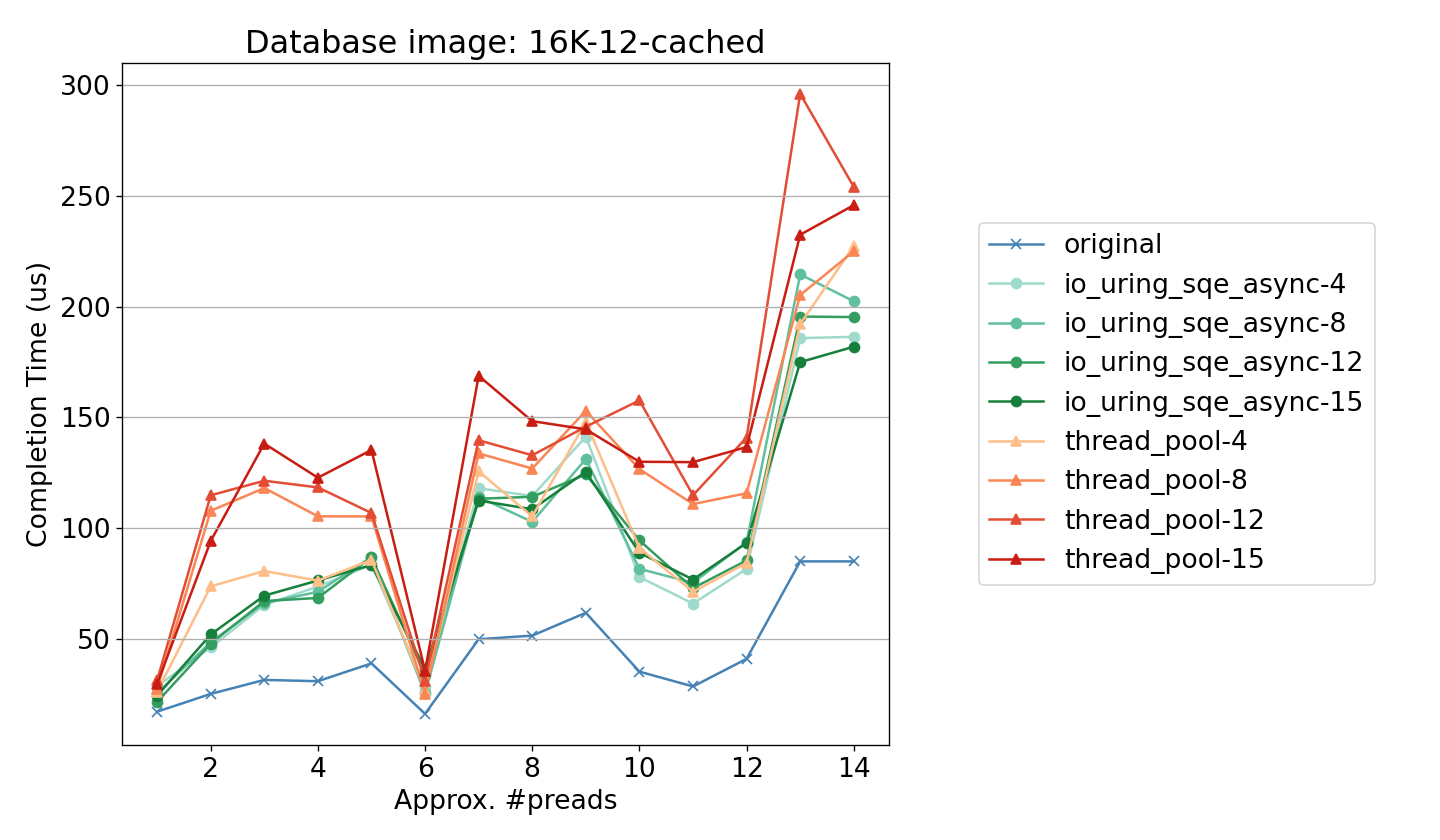 Database image: 16K-12-cached
Completion Time (us)
300
250
200
150
100
50
2 4 6 8 10 12 14
Approx. #preads
original
io_uring_sqe_async-4
io_uring_sqe_async-8
io_uring_sqe_async-12
io_uring_sqe_async-15
thread_pool-4
thread_pool-8
thread_pool-12
thread_pool-15